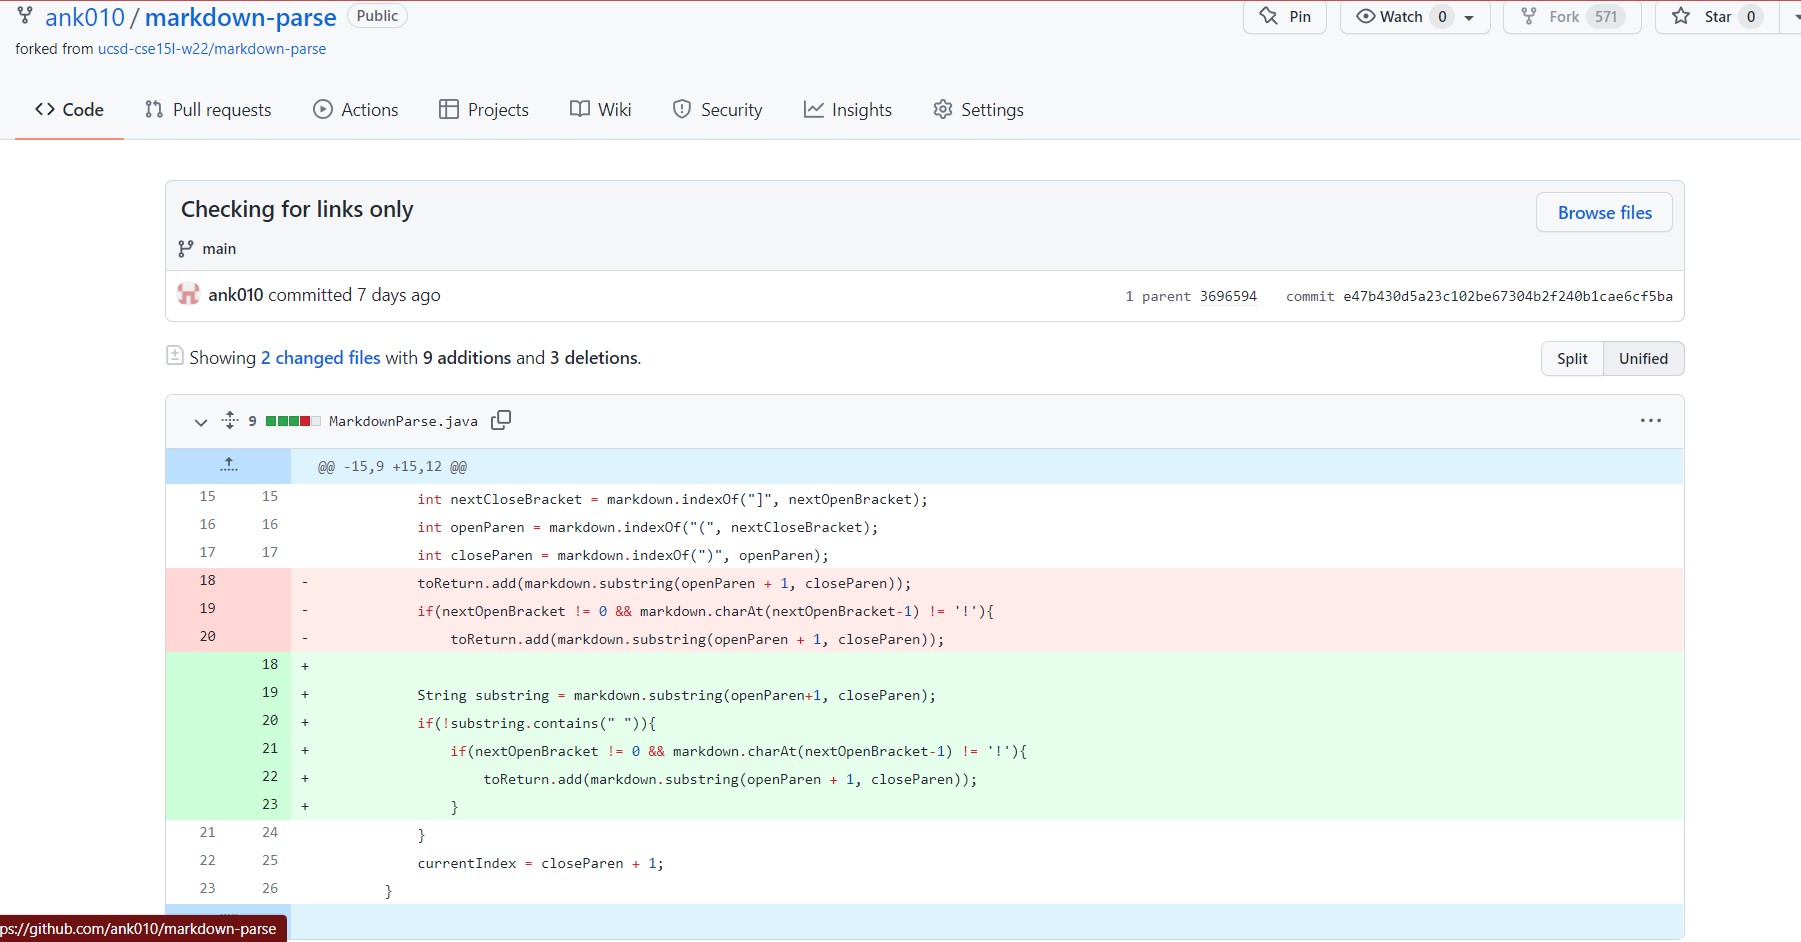 ank010 / markdown-parse Public Pin Watch 0 Fork 571 Star 0
forked from ucsd-cse15l-w22/markdown-parse
Code Pull requests Actions Projects Wiki Security Insights Settings
Checking for links only
Browse files
main
ank010 committed 7 days ago 1 parent 3696594 commit e47b430d5a23c102be67304b2f240b1cae6cf5ba
Showing 2 changed files with 9 additions and 3 deletions. Split Unified
9 MarkdownParse.java
@@ -15,9 +15,12 @@
15 15 int nextCloseBracket = markdown.indexOf("]", nextOpenBracket);
16 16 int openParen = markdown.indexOf("(", nextCloseBracket);
17 17 int closeParen = markdown.indexOf(")", openParen);
18 - toReturn.add(markdown.substring(openParen + 1, closeParen));
19 - if(nextOpenBracket != 0 && markdown.charAt(nextOpenBracket-1) != '!'){
20 - toReturn.add(markdown.substring(openParen + 1, closeParen));
18 +
19 + String substring = markdown.substring(openParen+1, closeParen);
20 + if(!substring.contains(" ")){
21 + if(nextOpenBracket != 0 && markdown.charAt(nextOpenBracket-1) != '!'){
22 + toReturn.add(markdown.substring(openParen + 1, closeParen));
23 + }
21 24 }
22 25 currentIndex = closeParen + 1;
23 26 }
ps://github.com/ank010/markdown-parse